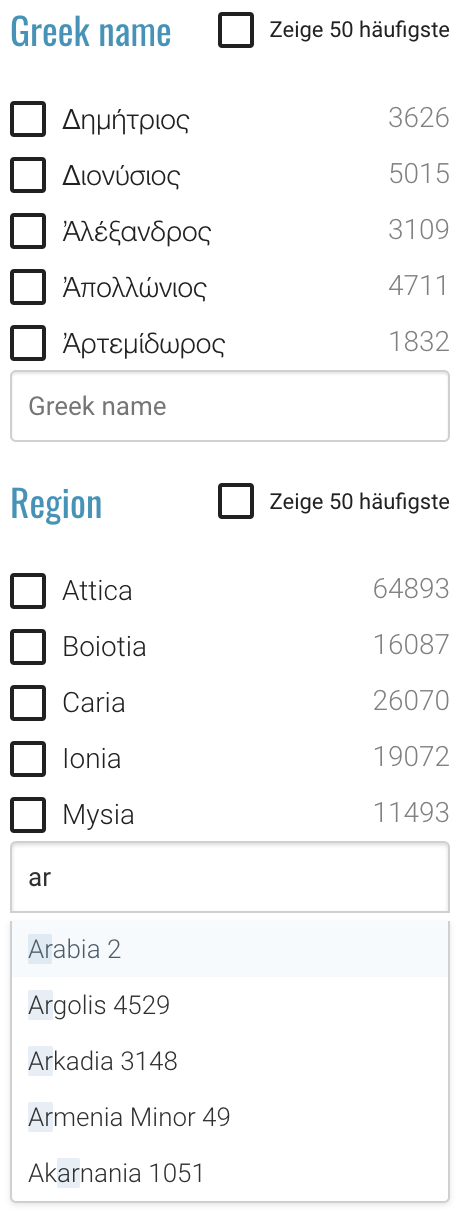 Greek name
Zeige 50 häufigste
Δημήτριος 3626
Διονύσιος 5015
Ἀλέξανδρος 3109
Ἀπολλώνιος 4711
Ἀρτεμίδωρος 1832
Greek name
Region
Zeige 50 häufigste
Attica 64893
Boiotia 16087
Caria 26070
Ionia 19072
Mysia 11493
ar
Arabia 2
Argolis 4529
Arkadia 3148
Armenia Minor 49
Akarnania 1051